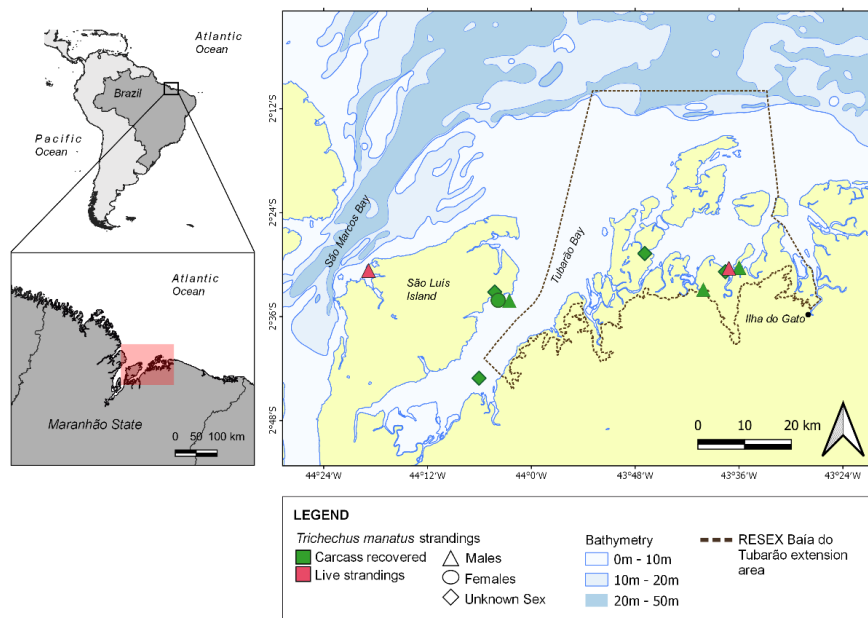 Atlantic
Ocean
Brazil
Pacific
Ocean
Atlantic
Ocean
Maranhão State
0 50 100 km
2°12'S
2°24'S
2°36'S
2°48'S
São Marcos Bay
São Luis
Island
Tubarão Bay
Ilha do Gato
0 10 20 km
44°24'W
44°12'W
44°0'W
43°48'W
43°36'W
43°24'W
LEGEND
Trichechus manatus strandings
Carcass recovered
Live strandings
Males
Females
Unknown Sex
Bathymetry
0m - 10m
10m - 20m
20m - 50m
RESEX Baía do
Tubarão extension
area